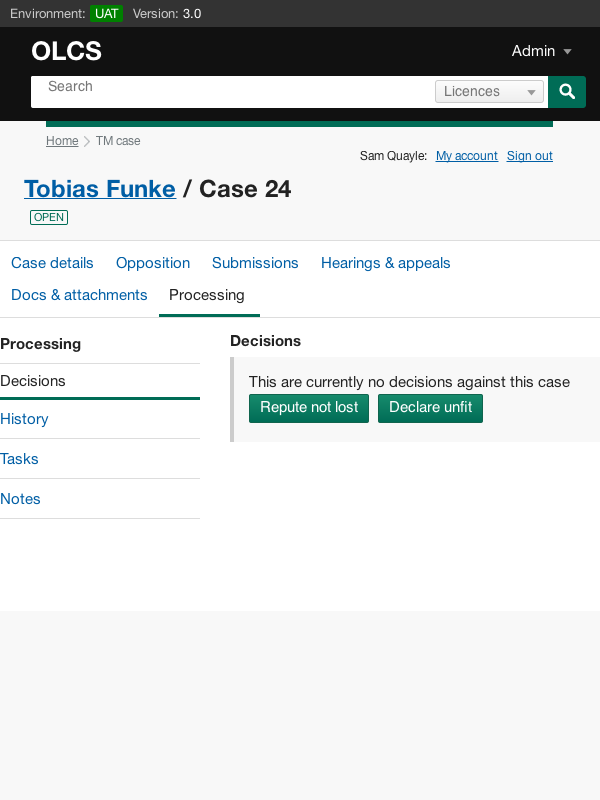 Environment: UAT Version: 3.0
OLCS
Admin
Search
Licences
Home TM case
Sam Quayle: My account Sign out
Tobias Funke / Case 24
OPEN
Case details Opposition Submissions Hearings & appeals
Docs & attachments Processing
Processing
Decisions
History
Tasks
Notes
Decisions
This are currently no decisions against this case
Repute not lost Declare unfit